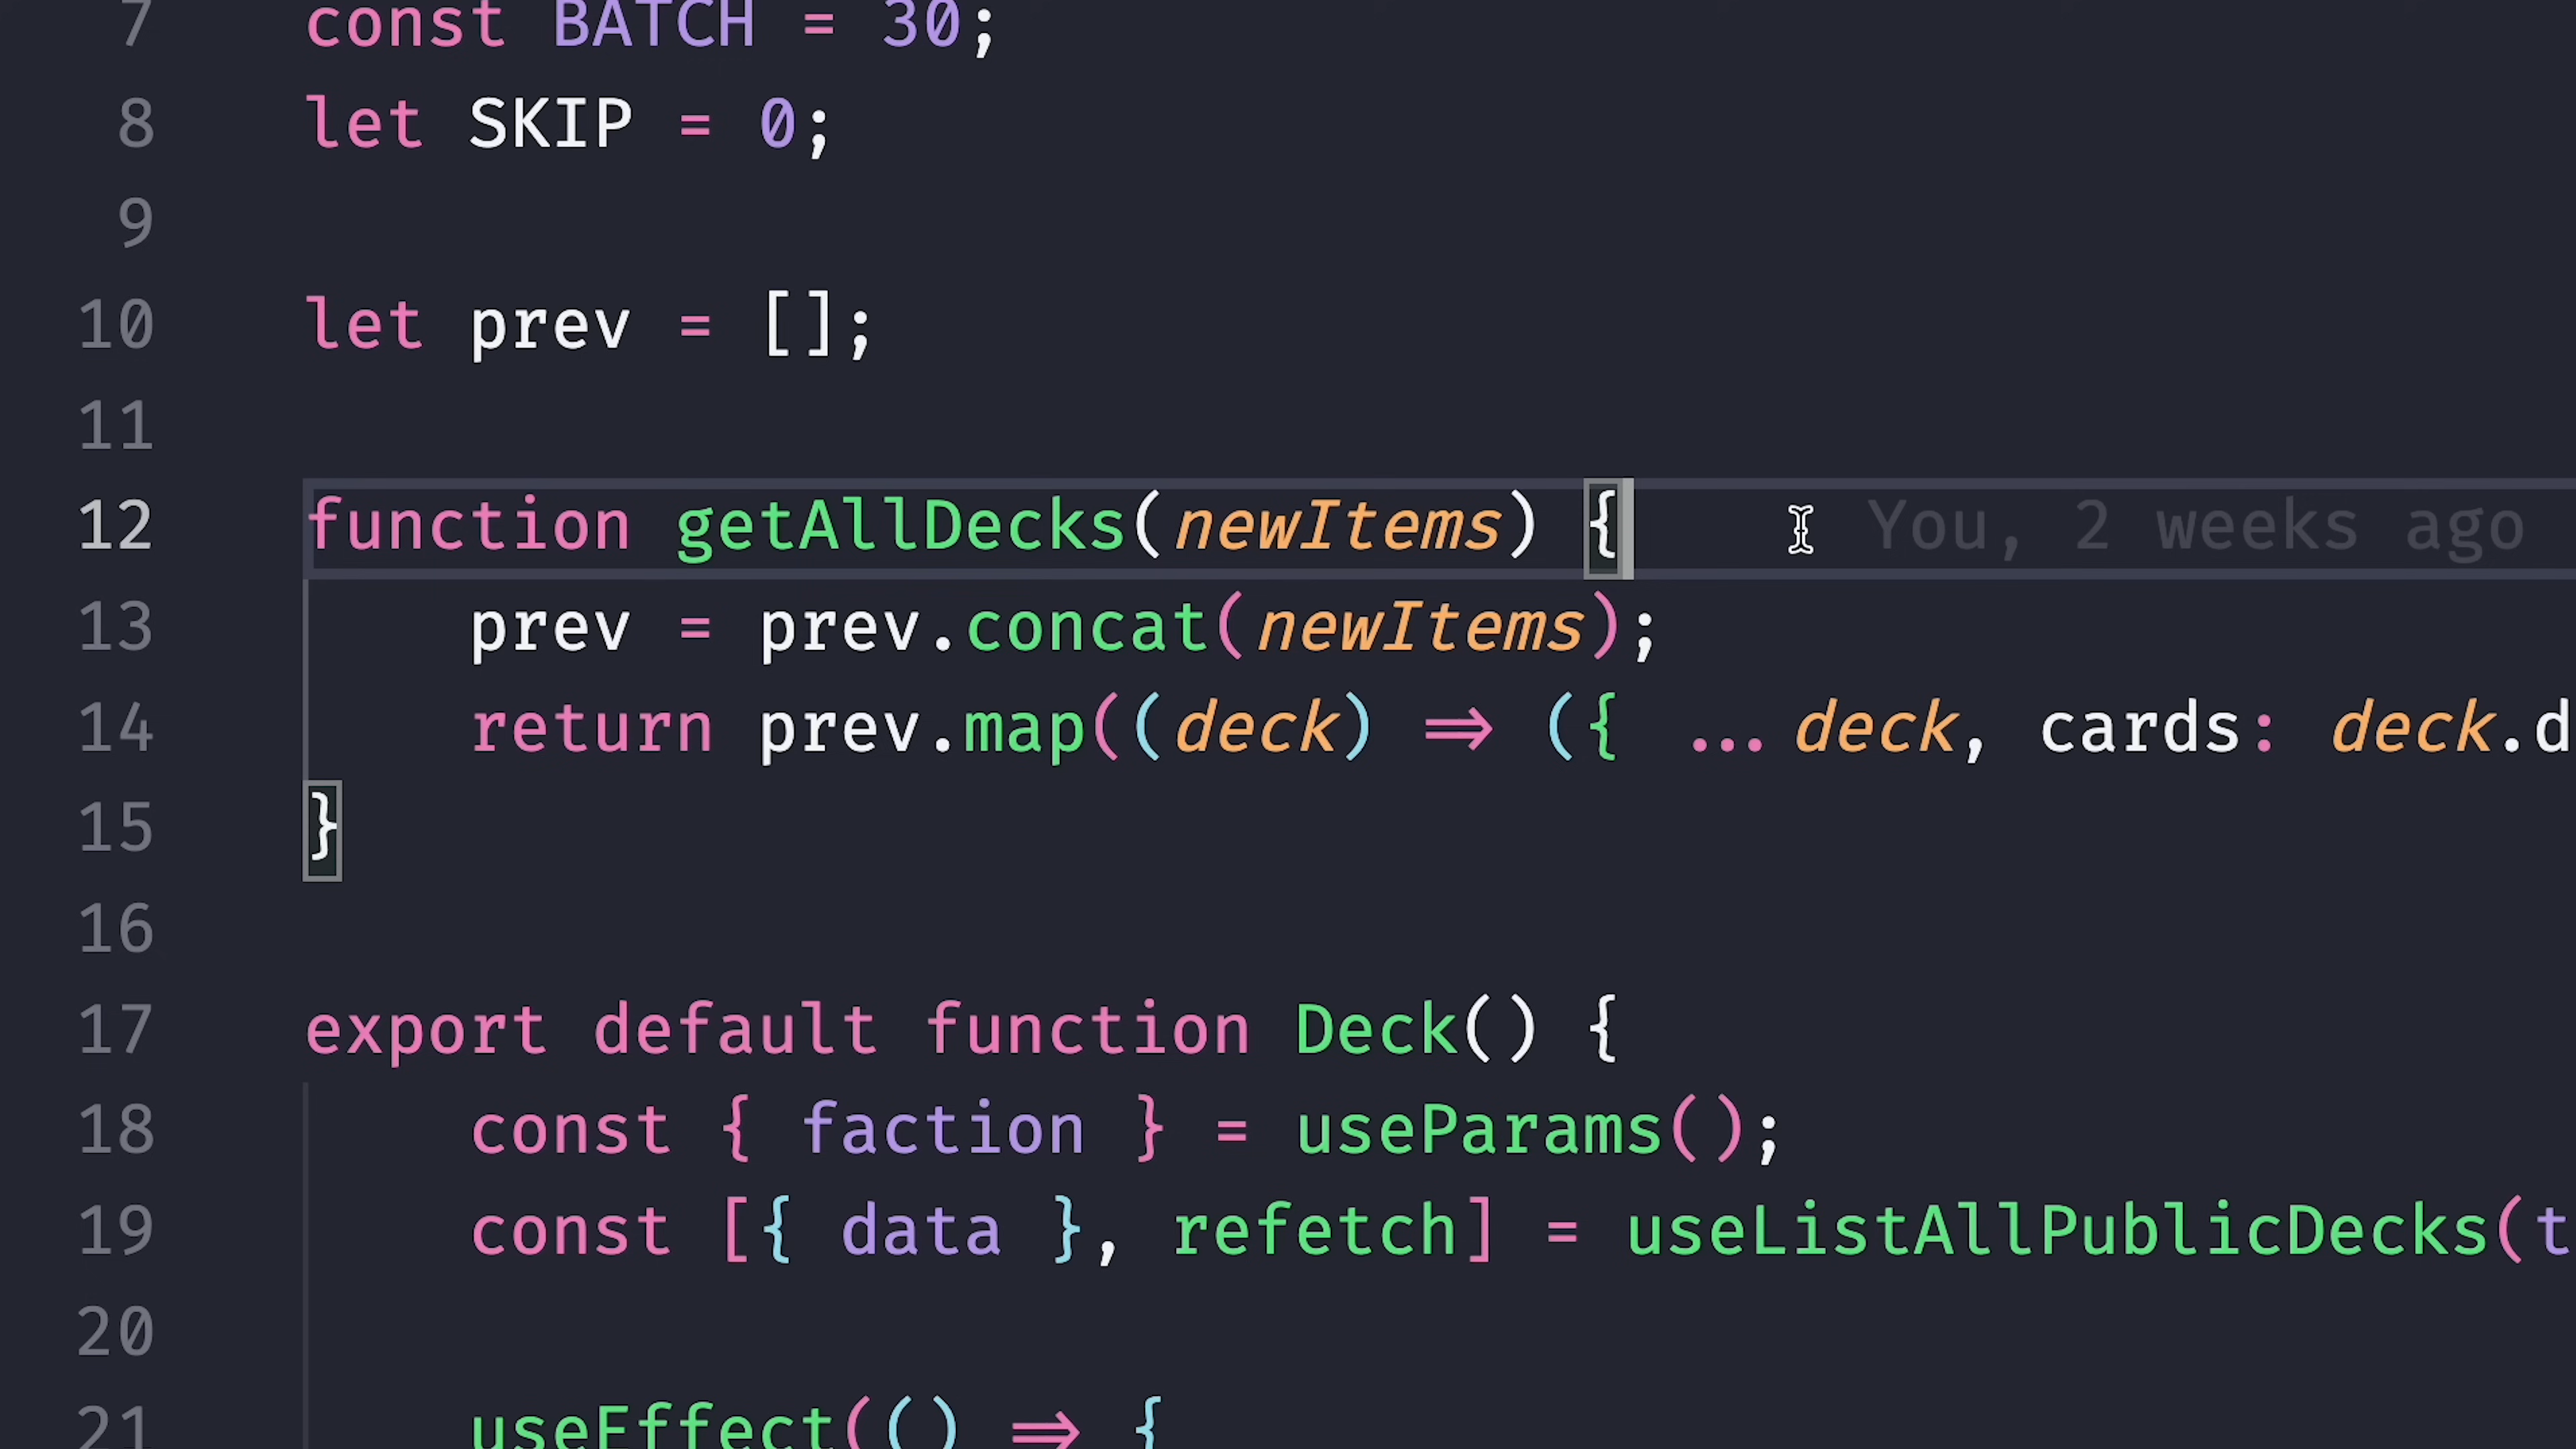 7 const BATCH = 30;
8 let SKIP = 0;
9
10 let prev = [];
11
12 function getAllDecks(newItems) { You, 2 weeks ago
13 prev = prev.concat(newItems);
14 return prev.map((deck) => ({ ...deck, cards: deck.d
15 }
16
17 export default function Deck() {
18 const { faction } = useParams();
19 const [{ data }, refetch] = useListAllPublicDecks(t
20
21 useEffect(() => {